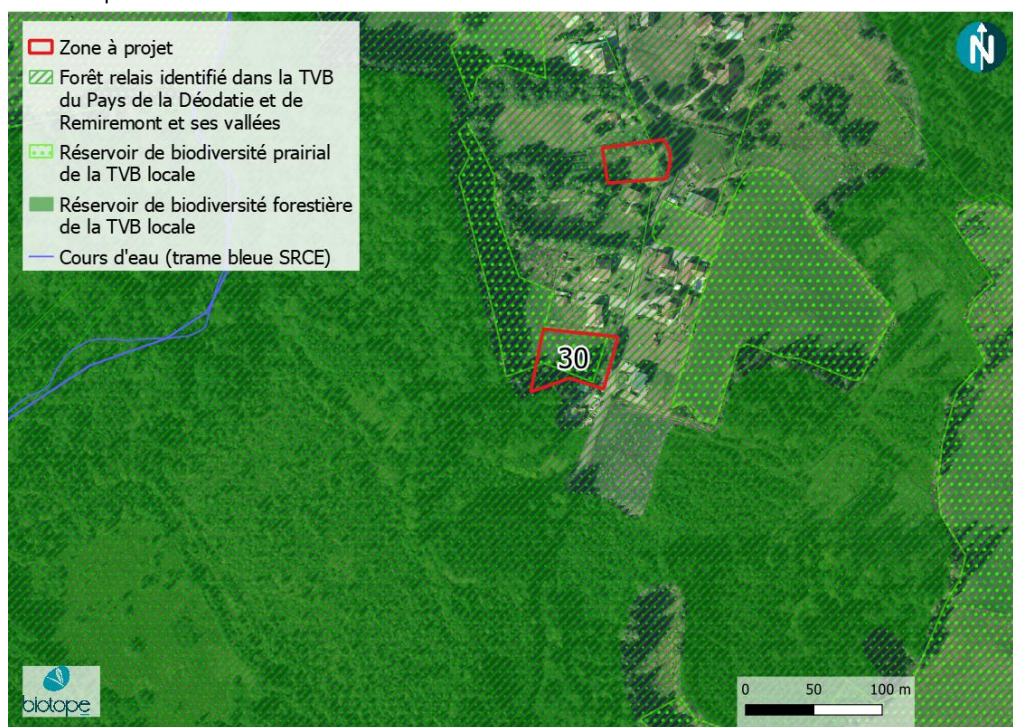 Zone à projet
Forêt relais identifié dans la TVB
du Pays de la Déodatie et de
Remiremont et ses vallées
Réservoir de biodiversité prairial
de la TVB locale
Réservoir de biodiversité forestière
de la TVB locale
Cours d'eau (trame bleue SRCE)
N
30
biotope
0 50 100 m